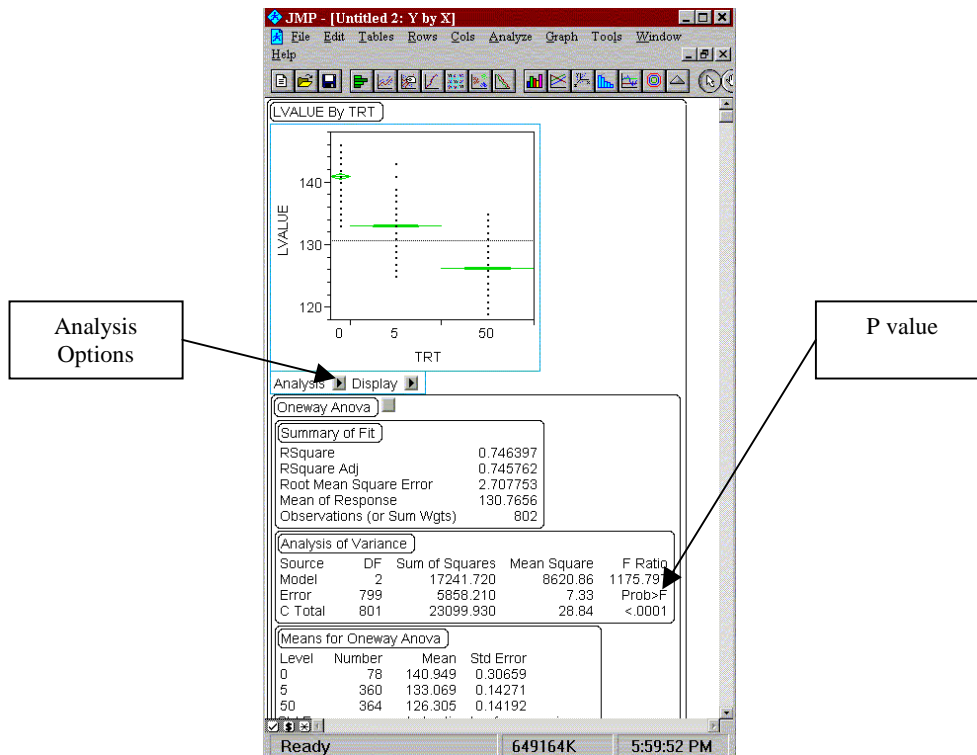 JMP - [Untitled 2: Y by X]
File Edit Tables Rows Cols Analyze Graph Tools Window
Help
LVALUE By TRT
140
130
120
LVALUE
0 5 50
TRT
Analysis Options
P value
Analysis Display
Oneway Anova
Summary of Fit
RSquare 0.746397
RSquare Adj 0.745762
Root Mean Square Error 2.707753
Mean of Response 130.7656
Observations (or Sum Wgts) 802
Analysis of Variance
Source DF Sum of Squares Mean Square F Ratio
Model 2 17241.720 8620.86 1175.797
Error 799 5858.210 7.33 Prob>F
C Total 801 23099.930 28.84 <.0001
Means for Oneway Anova
Level Number Mean Std Error
0 78 140.949 0.30659
5 360 133.069 0.14271
50 364 126.305 0.14192
Ready 649164K 5:59:52 PM